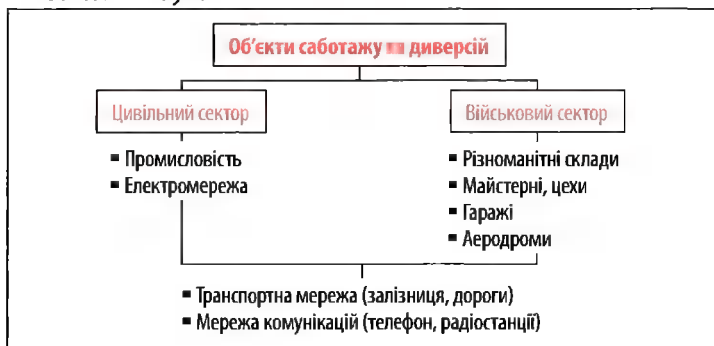 Об'єкти саботажу диверсій
Цивільний сектор
Військовий сектор
▪ Промисловість
▪ Електромережа
▪ Різноманітні склади
▪ Майстерні, цехи
▪ Гаражі
▪ Аеродроми
▪ Транспортна мережа (залізниця, дороги)
▪ Мережа комунікацій (телефон, радіостанції)